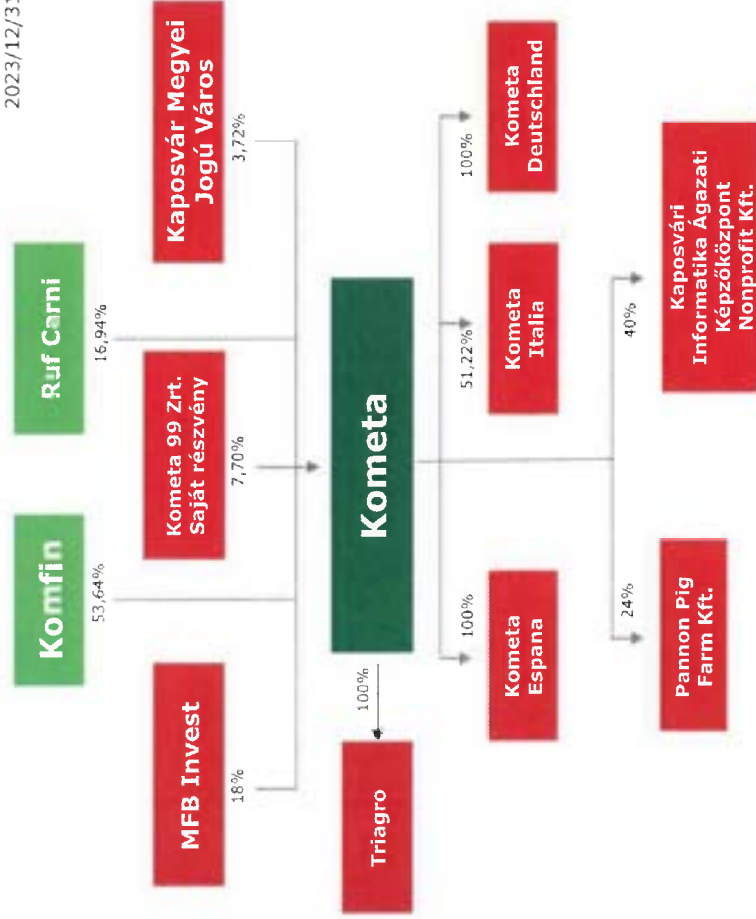 2023/12/31
Komfin
53,64%
Ruf Carni
16,94%
MFB Invest
18%
Kometa 99 Zrt.
Saját részvény
7,70%
Kaposvár Megyei
Jogú Város
3,72%
Kometa
Triagro
100%
Kometa
Espana
100%
Kometa
Italia
51,22%
Kometa
Deutschland
100%
Pannon Pig
Farm Kft.
24%
Kaposvári
Informatika Ágazati
Képzőközpont
Nonprofit Kft.
40%